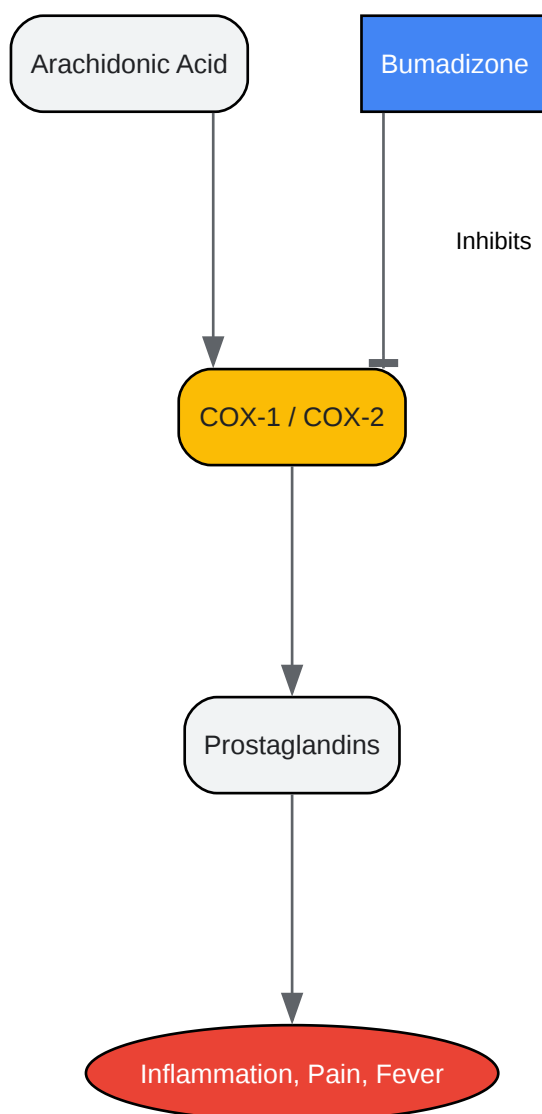 Arachidonic Acid
Bumadizone
Inhibits
COX-1 / COX-2
Prostaglandins
Inflammation, Pain, Fever